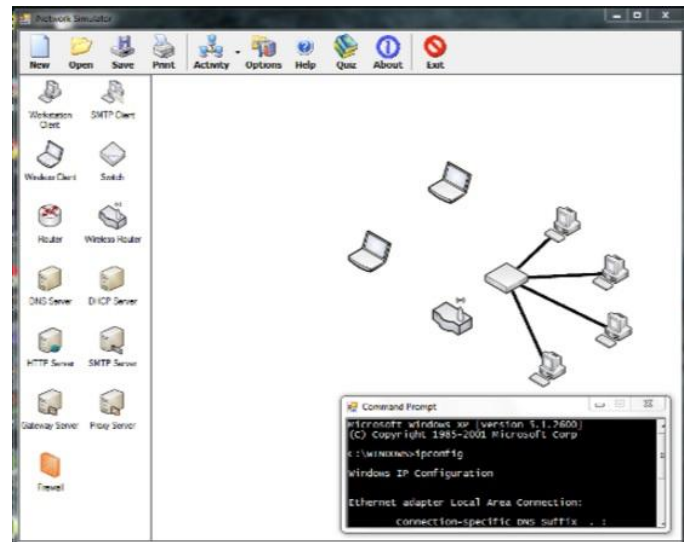 Network Simulator
New Open Save Print Activity Options Help Quiz About Exit
Workstation Client
SMTP Client
Wireless Client
Switch
Router
Wireless Router
DNS Server
DHCP Server
HTTP Server
SMTP Server
Gateway Server
Proxy Server
Firewall
Command Prompt
Microsoft Windows XP [Version 5.1.2600]
(C) Copyright 1985-2001 Microsoft Corp
C:\WINDOWS>ipconfig
Windows IP Configuration
Ethernet adapter Local Area Connection:
Connection-specific DNS Suffix . :